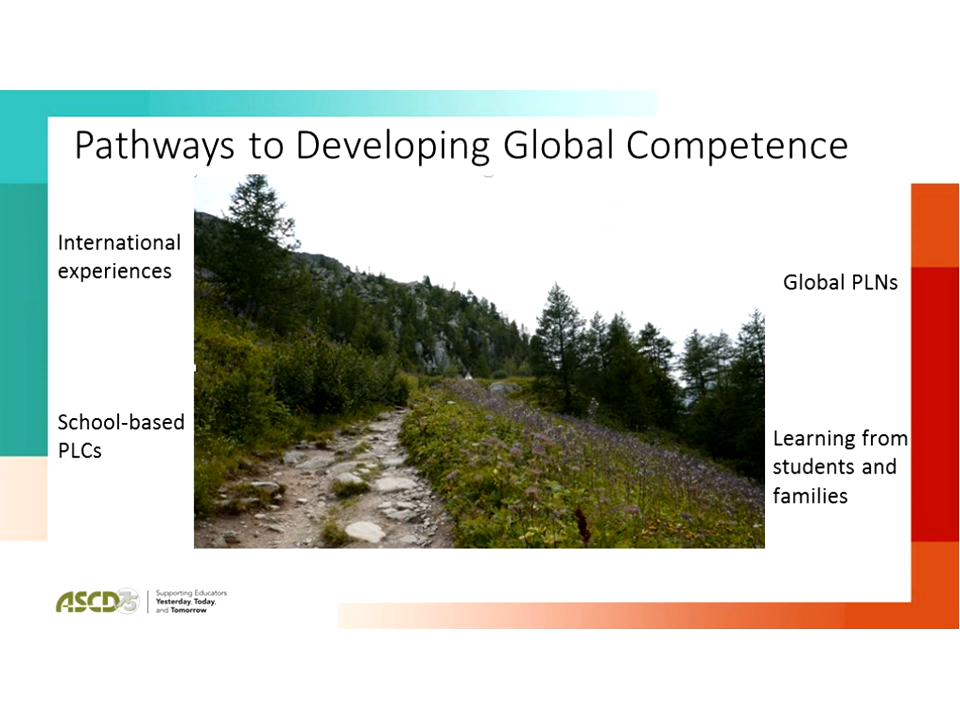 Pathways to Developing Global Competence
International
experiences
Global PLNs
School-based
PLCs
Learning from
students and
families
ASCD 75
Supporting Educators
Yesterday, Today,
and Tomorrow